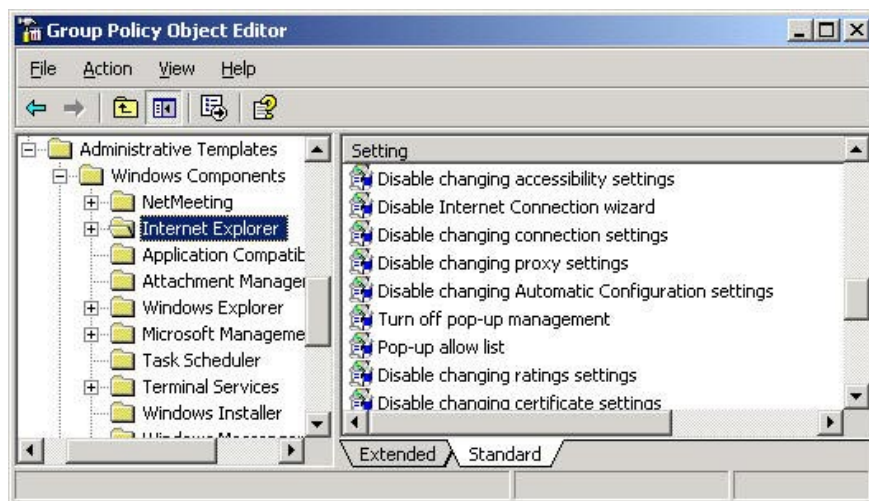 Group Policy Object Editor
File Action View Help
Administrative Templates
Windows Components
NetMeeting
Internet Explorer
Application Compatib
Attachment Manager
Windows Explorer
Microsoft Manageme
Task Scheduler
Terminal Services
Windows Installer
Setting
Disable changing accessibility settings
Disable Internet Connection wizard
Disable changing connection settings
Disable changing proxy settings
Disable changing Automatic Configuration settings
Turn off pop-up management
Pop-up allow list
Disable changing ratings settings
Disable changing certificate settings
Extended Standard